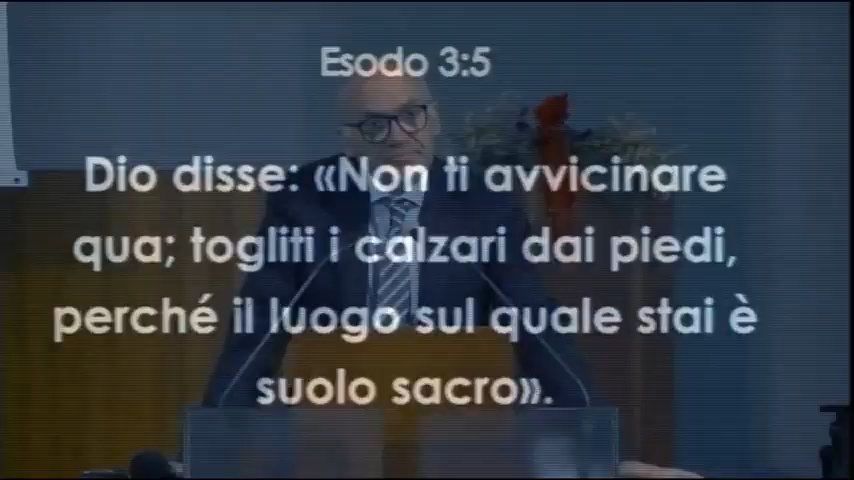 Esodo 3:5
Dio disse: «Non ti avvicinare
qua; togliti i calzari dai piedi,
perché il luogo sul quale stai è
suolo sacro».